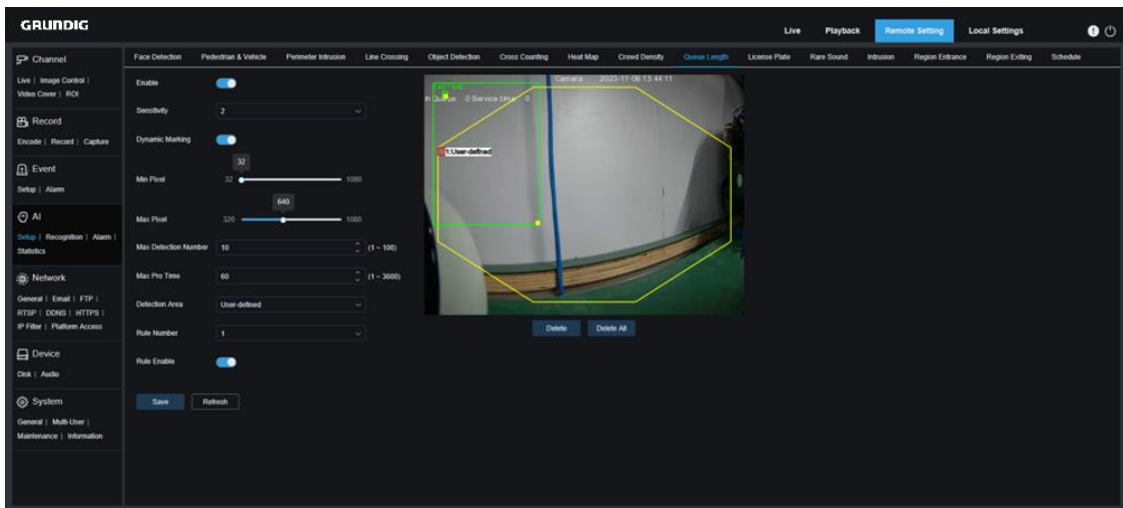 GRUNDIG
Live Playback Remote Setting Local Settings
Channel
Live | Image Control |
Video Cover | ROI
Record
Encode | Record | Capture
Event
Setup | Alarm
AI
Setup | Recognition | Alarm |
Statistics
Network
General | Email | FTP |
RTSP | DDNS | HTTPS |
IP Filter | Platform Access
Device
Disk | Audio
System
General | Multi-User |
Maintenance | Information
Face Detection Pedestrian & Vehicle Perimeter Intrusion Line Crossing Object Detection Cross Counting Heat Map Crowd Density Queue Length License Plate Rare Sound Intrusion Region Entrance Region Exiting Schedule
Enable
Sensitivity 2
Dynamic Marking
32
Min Pixel 32 1080
640
Max Pixel 320 1080
Max Detection Number 10 (1 ~ 100)
Max Pro Time 60 (1 ~ 3600)
Detection Area User-defined
Rule Number 1
Rule Enable
Save Refresh
Camera 2023-11-06 13:44:11
In Queue: 0 Service time: 0
1:User-defined
Delete Delete All